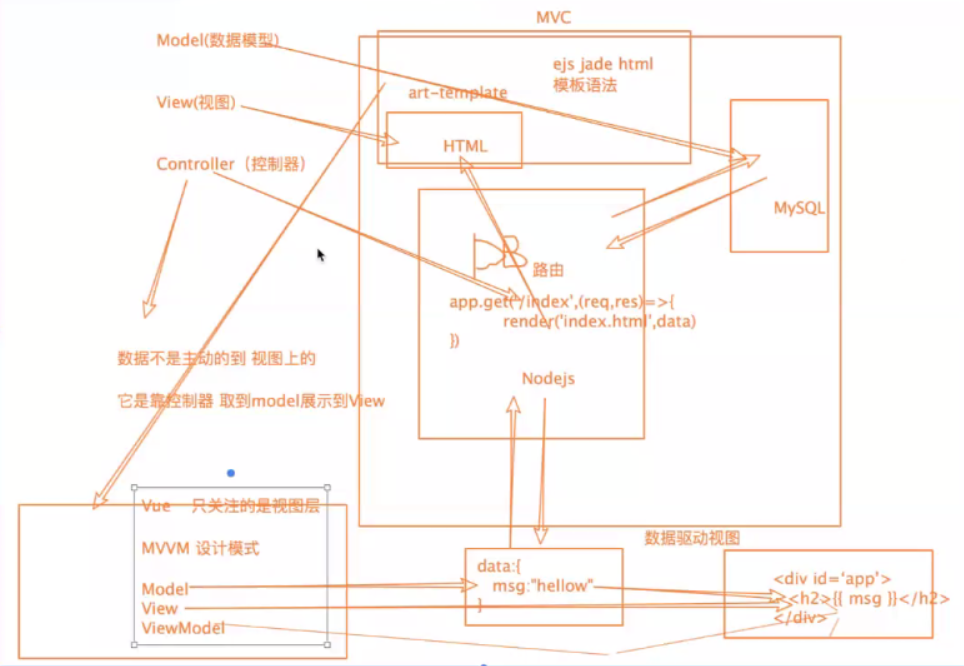 MVC
Model(数据模型)
ejs jade html
模板语法
art-template
View(视图)
HTML
Controller（控制器）
MySQL
路由
app.get('/index',(req,res)=>{
render('index.html',data)
})
数据不是主动的到 视图上的
Nodejs
它是靠控制器 取到model展示到View
Vue 只关注的是视图层
数据驱动视图
MVVM 设计模式
data:{
msg:"hellow"
}
<div id='app'>
<h2>{{ msg }}</h2>
</div>
Model
View
ViewModel